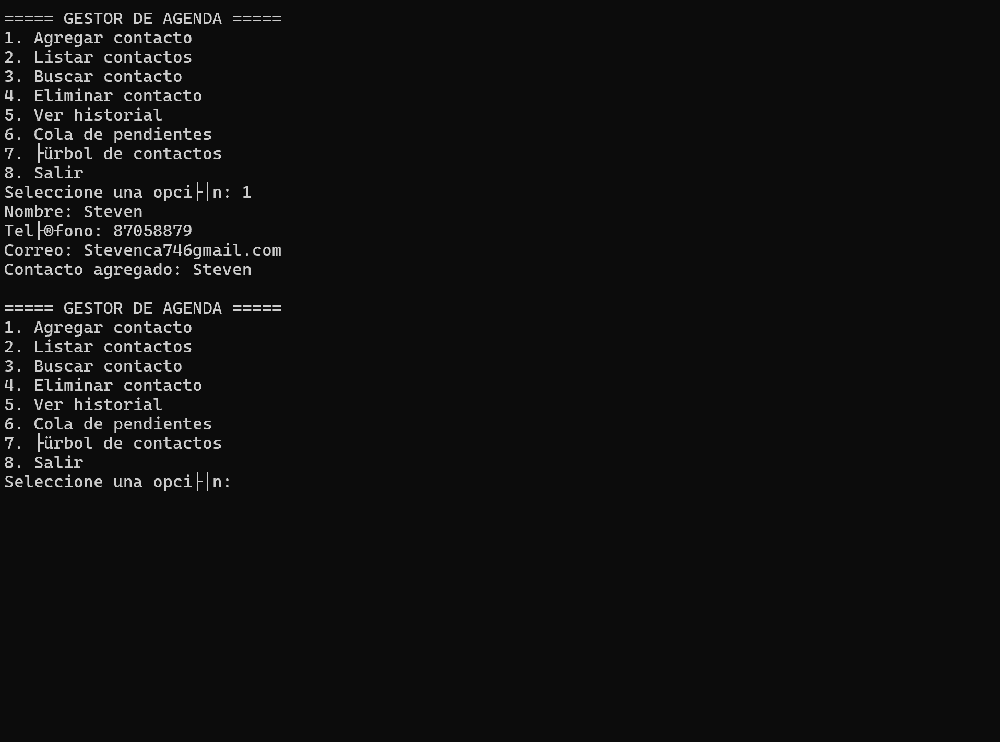 ===== GESTOR DE AGENDA =====
1. Agregar contacto
2. Listar contactos
3. Buscar contacto
4. Eliminar contacto
5. Ver historial
6. Cola de pendientes
7. ├ürbol de contactos
8. Salir
Seleccione una opci├│n: 1
Nombre: Steven
Tel├®fono: 87058879
Correo: Stevenca746gmail.com
Contacto agregado: Steven

===== GESTOR DE AGENDA =====
1. Agregar contacto
2. Listar contactos
3. Buscar contacto
4. Eliminar contacto
5. Ver historial
6. Cola de pendientes
7. ├ürbol de contactos
8. Salir
Seleccione una opci├│n: